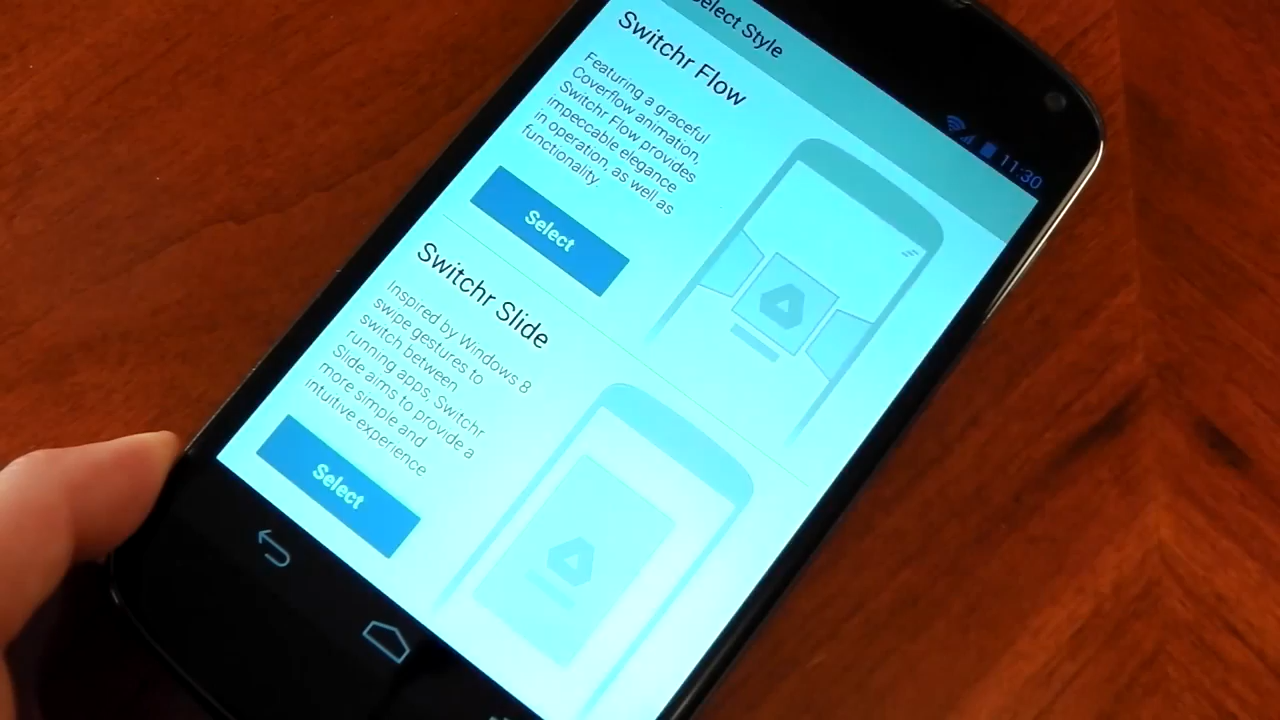 Select Style
11:30
Switchr Flow
Featuring a graceful
Coverflow animation,
Switchr Flow provides
impeccable elegance
in operation, as well as
functionality.
Select
Switchr Slide
Inspired by Windows 8
swipe gestures to
switch between
running apps, Switchr
Slide aims to provide a
more simple and
intuitive experience
Select